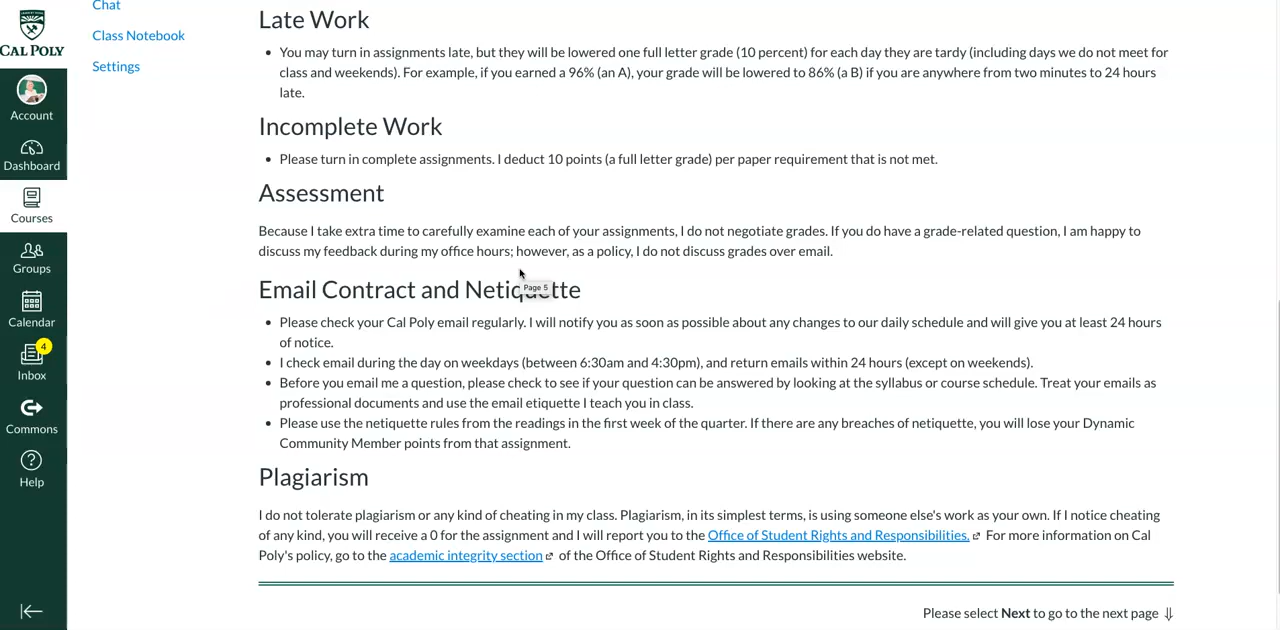 CAL POLY
Account
Dashboard
Courses
Groups
Calendar
4
Inbox
Commons
Help
Chat
Class Notebook
Settings
Late Work
• You may turn in assignments late, but they will be lowered one full letter grade (10 percent) for each day they are tardy (including days we do not meet for
class and weekends). For example, if you earned a 96% (an A), your grade will be lowered to 86% (a B) if you are anywhere from two minutes to 24 hours
late.
Incomplete Work
• Please turn in complete assignments. I deduct 10 points (a full letter grade) per paper requirement that is not met.
Assessment
Because I take extra time to carefully examine each of your assignments, I do not negotiate grades. If you do have a grade-related question, I am happy to
discuss my feedback during my office hours; however, as a policy, I do not discuss grades over email.
Email Contract and Netiquette
Page 5
• Please check your Cal Poly email regularly. I will notify you as soon as possible about any changes to our daily schedule and will give you at least 24 hours
of notice.
• I check email during the day on weekdays (between 6:30am and 4:30pm), and return emails within 24 hours (except on weekends).
• Before you email me a question, please check to see if your question can be answered by looking at the syllabus or course schedule. Treat your emails as
professional documents and use the email etiquette I teach you in class.
• Please use the netiquette rules from the readings in the first week of the quarter. If there are any breaches of netiquette, you will lose your Dynamic
Community Member points from that assignment.
Plagiarism
I do not tolerate plagiarism or any kind of cheating in my class. Plagiarism, in its simplest terms, is using someone else's work as your own. If I notice cheating
of any kind, you will receive a 0 for the assignment and I will report you to the Office of Student Rights and Responsibilities. For more information on Cal
Poly's policy, go to the academic integrity section of the Office of Student Rights and Responsibilities website.
Please select Next to go to the next page ⇓